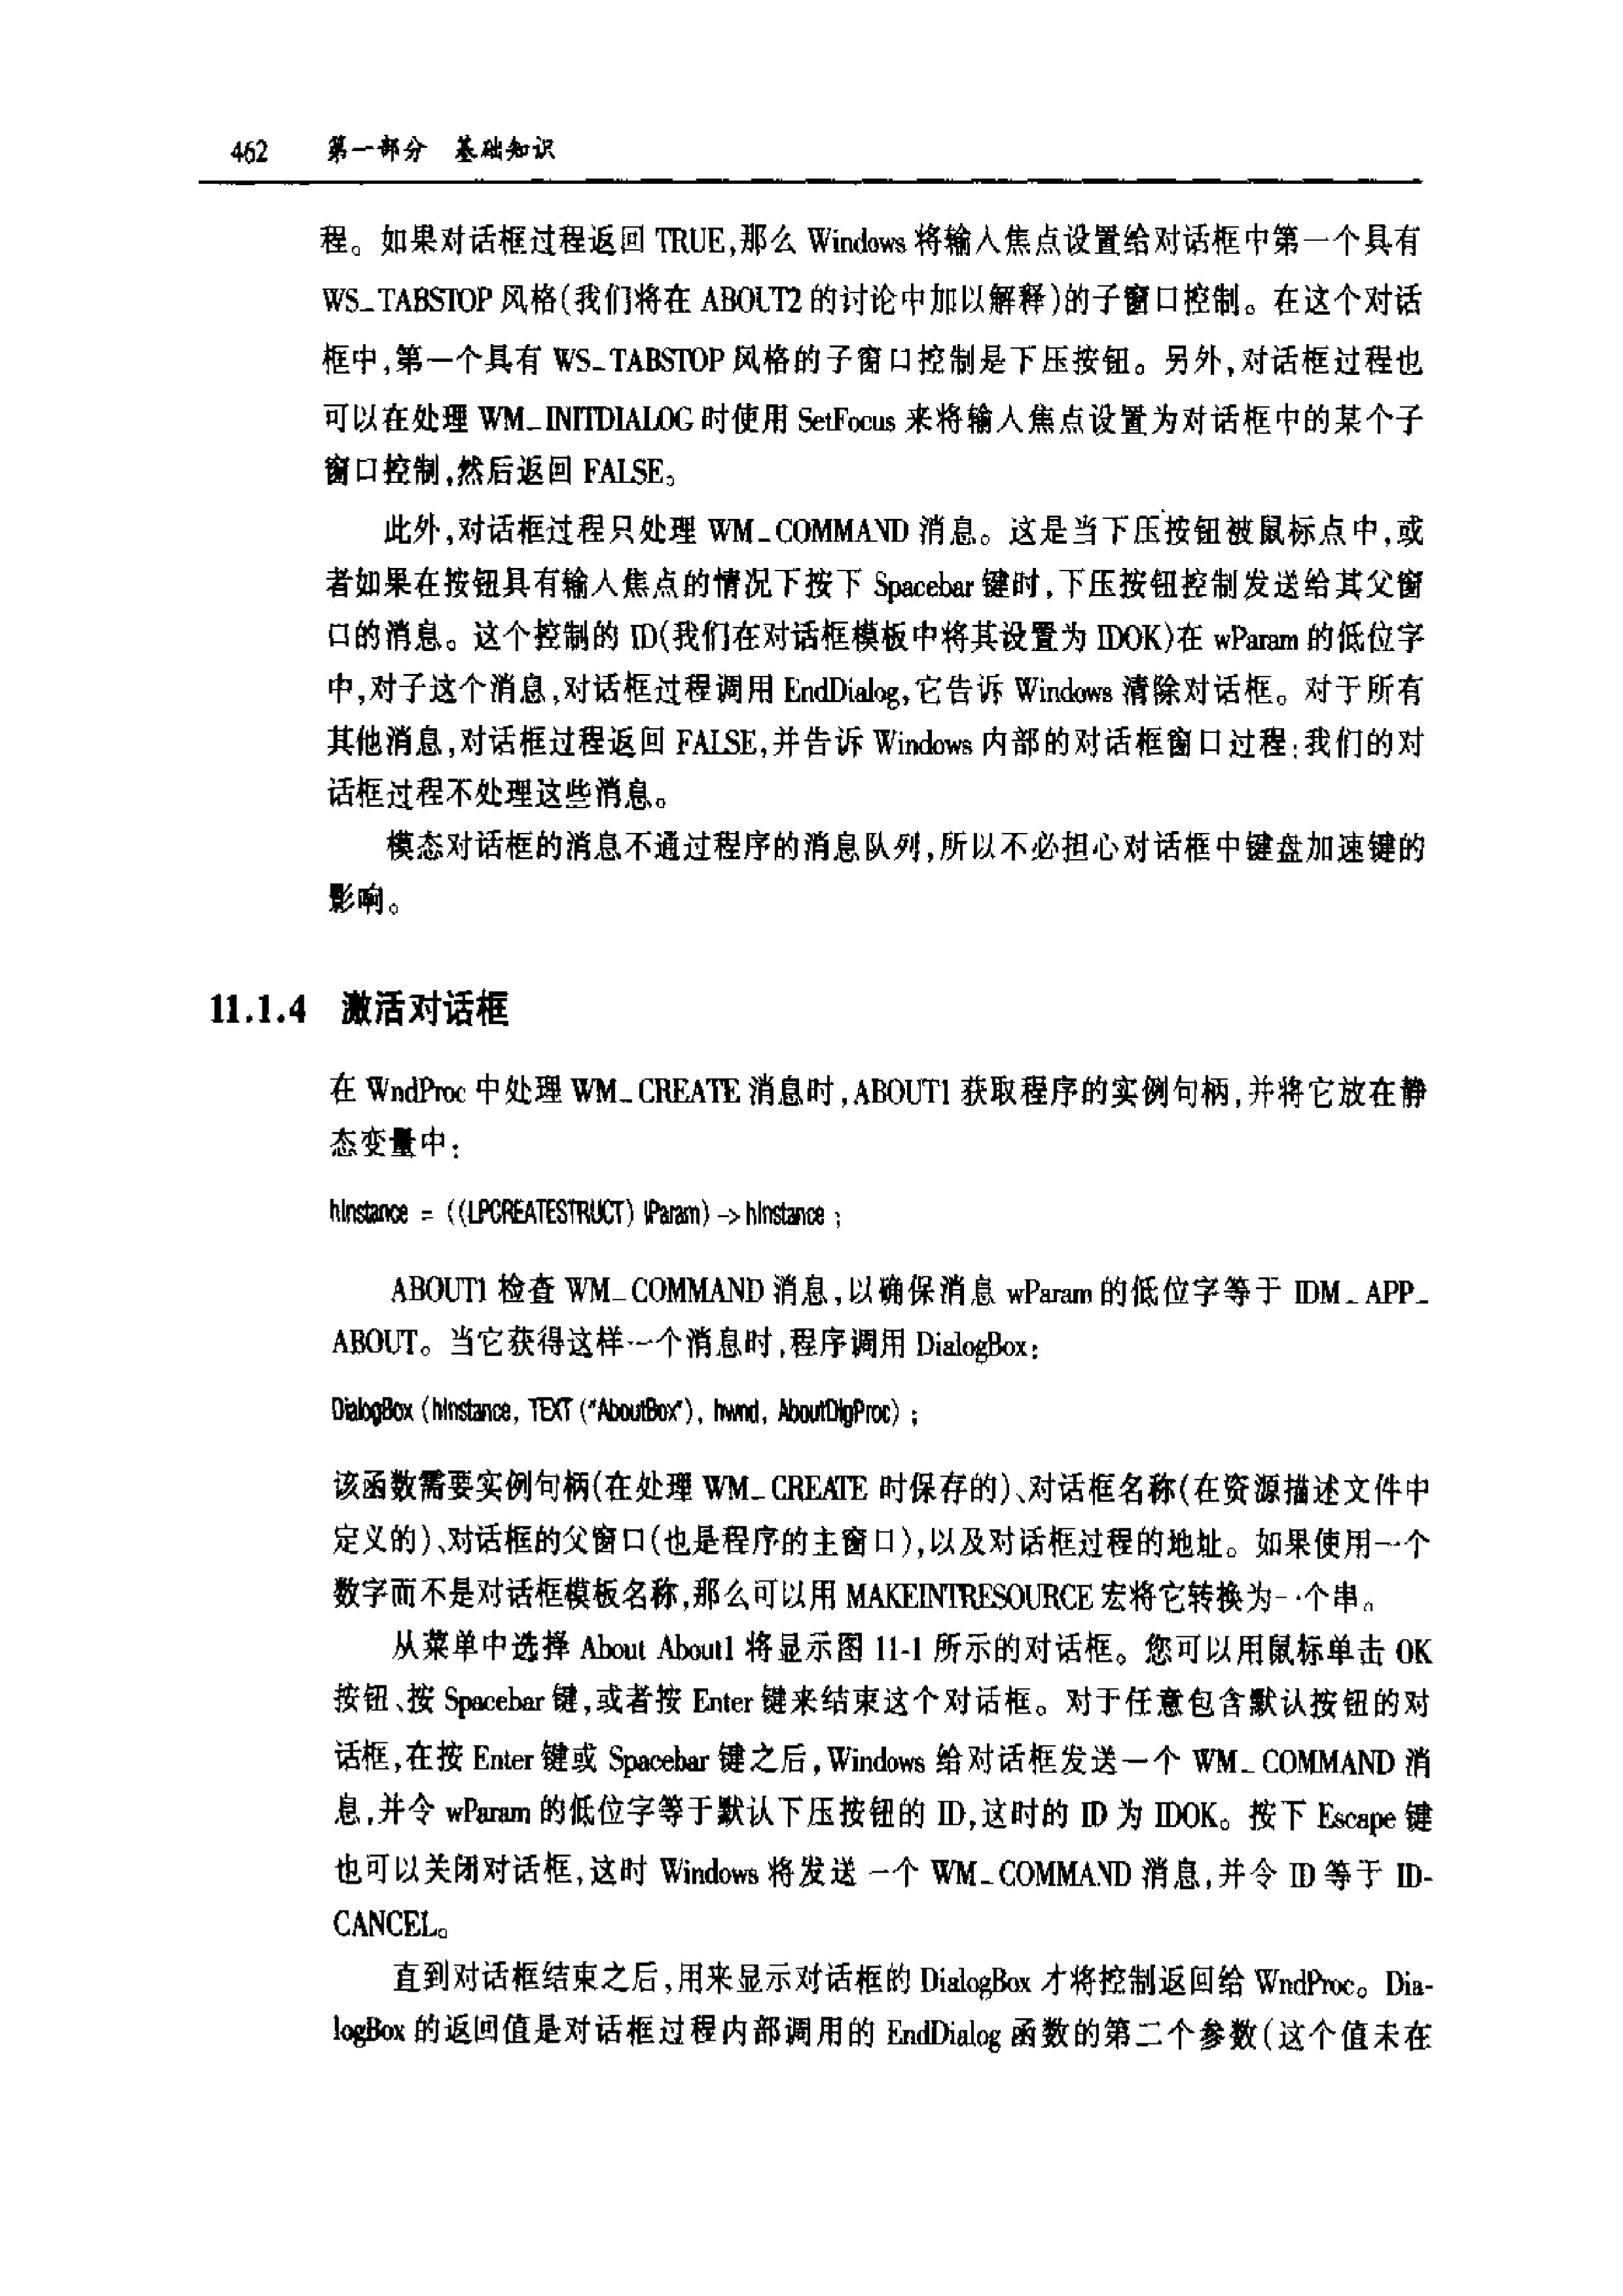 462 第一部分 基础知识
程。如果对话框过程返回 TRUE,那么 Windows 将输入焦点设置给对话框中第一个具有
WS_TABSTOP 风格(我们将在 ABOUT2 的讨论中加以解释)的子窗口控制。在这个对话
框中,第一个具有 WS_TABSTOP 风格的子窗口控制是下压按钮。另外,对话框过程也
可以在处理 WM_INITDIALOG 时使用 SetFocus 来将输入焦点设置为对话框中的某个子
窗口控制,然后返回 FALSE。
此外,对话框过程只处理 WM_COMMAND 消息。这是当下压按钮被鼠标点中,或
者如果在按钮具有输入焦点的情况下按下 Spacebar 键时,下压按钮控制发送给其父窗
口的消息。这个控制的 ID(我们在对话框模板中将其设置为 IDOK)在 wParam 的低位字
中,对子这个消息,对话框过程调用 EndDialog,它告诉 Windows 清除对话框。对于所有
其他消息,对话框过程返回 FALSE,并告诉 Windows 内部的对话框窗口过程:我们的对
话框过程不处理这些消息。
模态对话框的消息不通过程序的消息队列,所以不必担心对话框中键盘加速键的
影响。
11.1.4 激活对话框
在 WndProc 中处理 WM_CREATE 消息时,ABOUT1 获取程序的实例句柄,并将它放在静
态变量中:
hInstance = ((LPCREATESTRUCT) lParam) -> hInstance ;
ABOUT1 检查 WM_COMMAND 消息,以确保消息 wParam 的低位字等于 IDM_APP_
ABOUT。当它获得这样一个消息时,程序调用 DialogBox:
DialogBox (hInstance, TEXT ("AboutBox"), hwnd, AboutDlgProc) ;
该函数需要实例句柄(在处理 WM_CREATE 时保存的)、对话框名称(在资源描述文件中
定义的)、对话框的父窗口(也是程序的主窗口),以及对话框过程的地址。如果使用一个
数字而不是对话框模板名称,那么可以用 MAKEINTRESOURCE 宏将它转换为一个串。
从菜单中选择 About About1 将显示图 11-1 所示的对话框。您可以用鼠标单击 OK
按钮、按 Spacebar 键,或者按 Enter 键来结束这个对话框。对于任意包含默认按钮的对
话框,在按 Enter 键或 Spacebar 键之后,Windows 给对话框发送一个 WM_COMMAND 消
息,并令 wParam 的低位字等于默认下压按钮的 ID,这时的 ID 为 IDOK。按下 Escape 键
也可以关闭对话框,这时 Windows 将发送一个 WM_COMMAND 消息,并令 ID 等于 ID-
CANCEL。
直到对话框结束之后,用来显示对话框的 DialogBox 才将控制返回给 WndProc。Dia-
logBox 的返回值是对话框过程内部调用的 EndDialog 函数的第二个参数(这个值未在